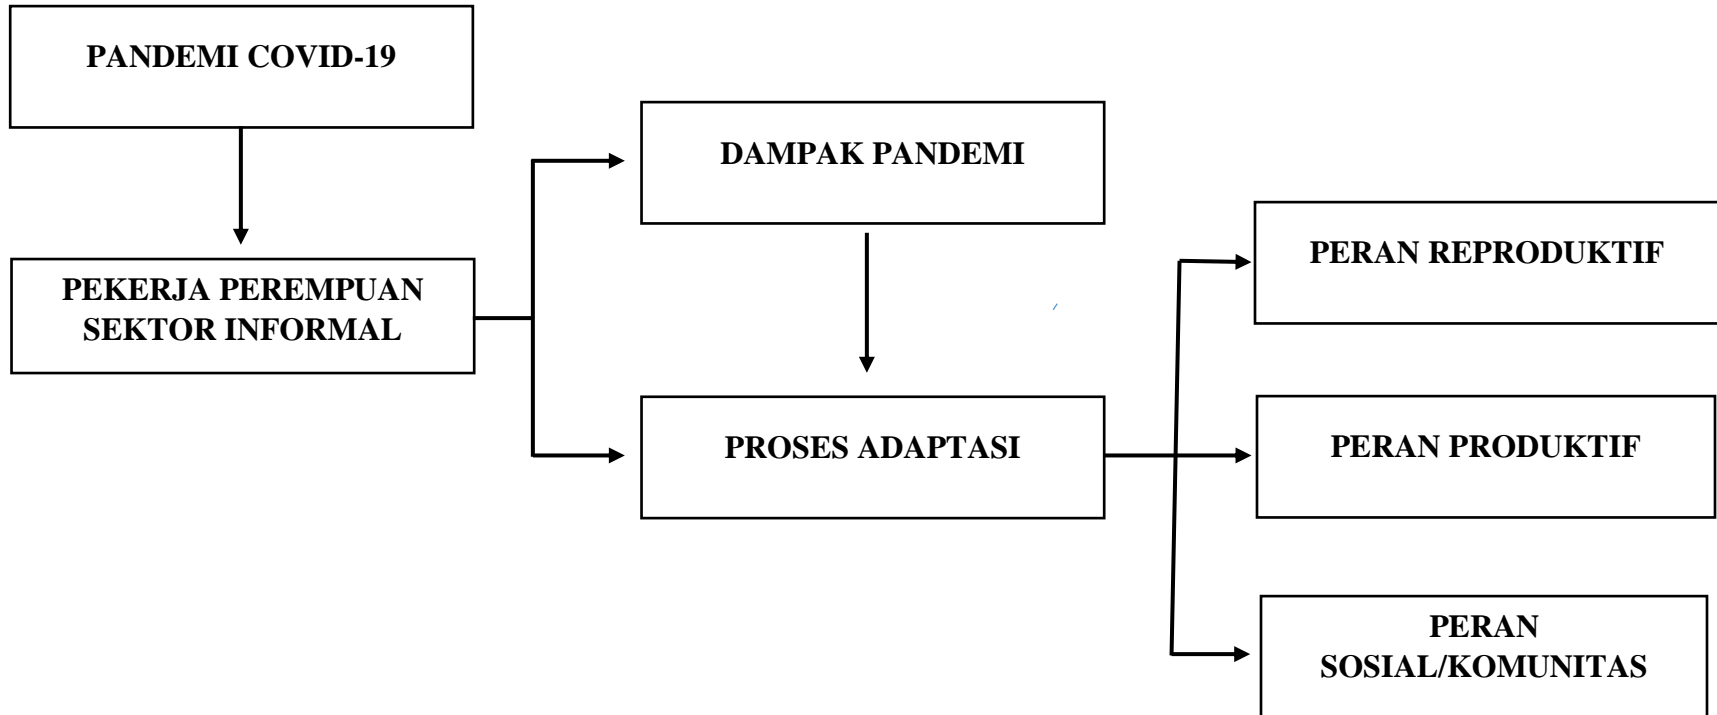 PANDEMI COVID-19
DAMPAK PANDEMI
PERAN REPRODUKTIF
PEKERJA PEREMPUAN
SEKTOR INFORMAL
PROSES ADAPTASI
PERAN PRODUKTIF
PERAN
SOSIAL/KOMUNITAS